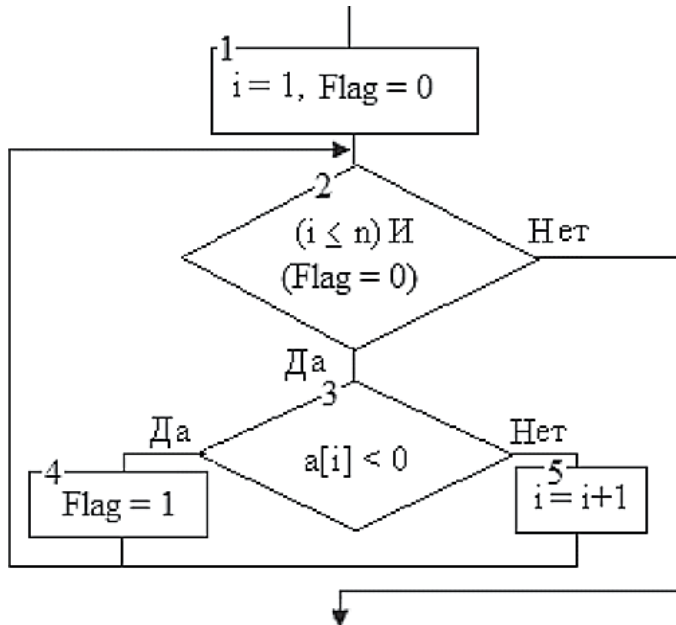 1
i = 1, Flag = 0
2
(i ≤ n) И
(Flag = 0)
Нет
Да
3
a[i] < 0
Да
Нет
4
Flag = 1
5
i = i+1